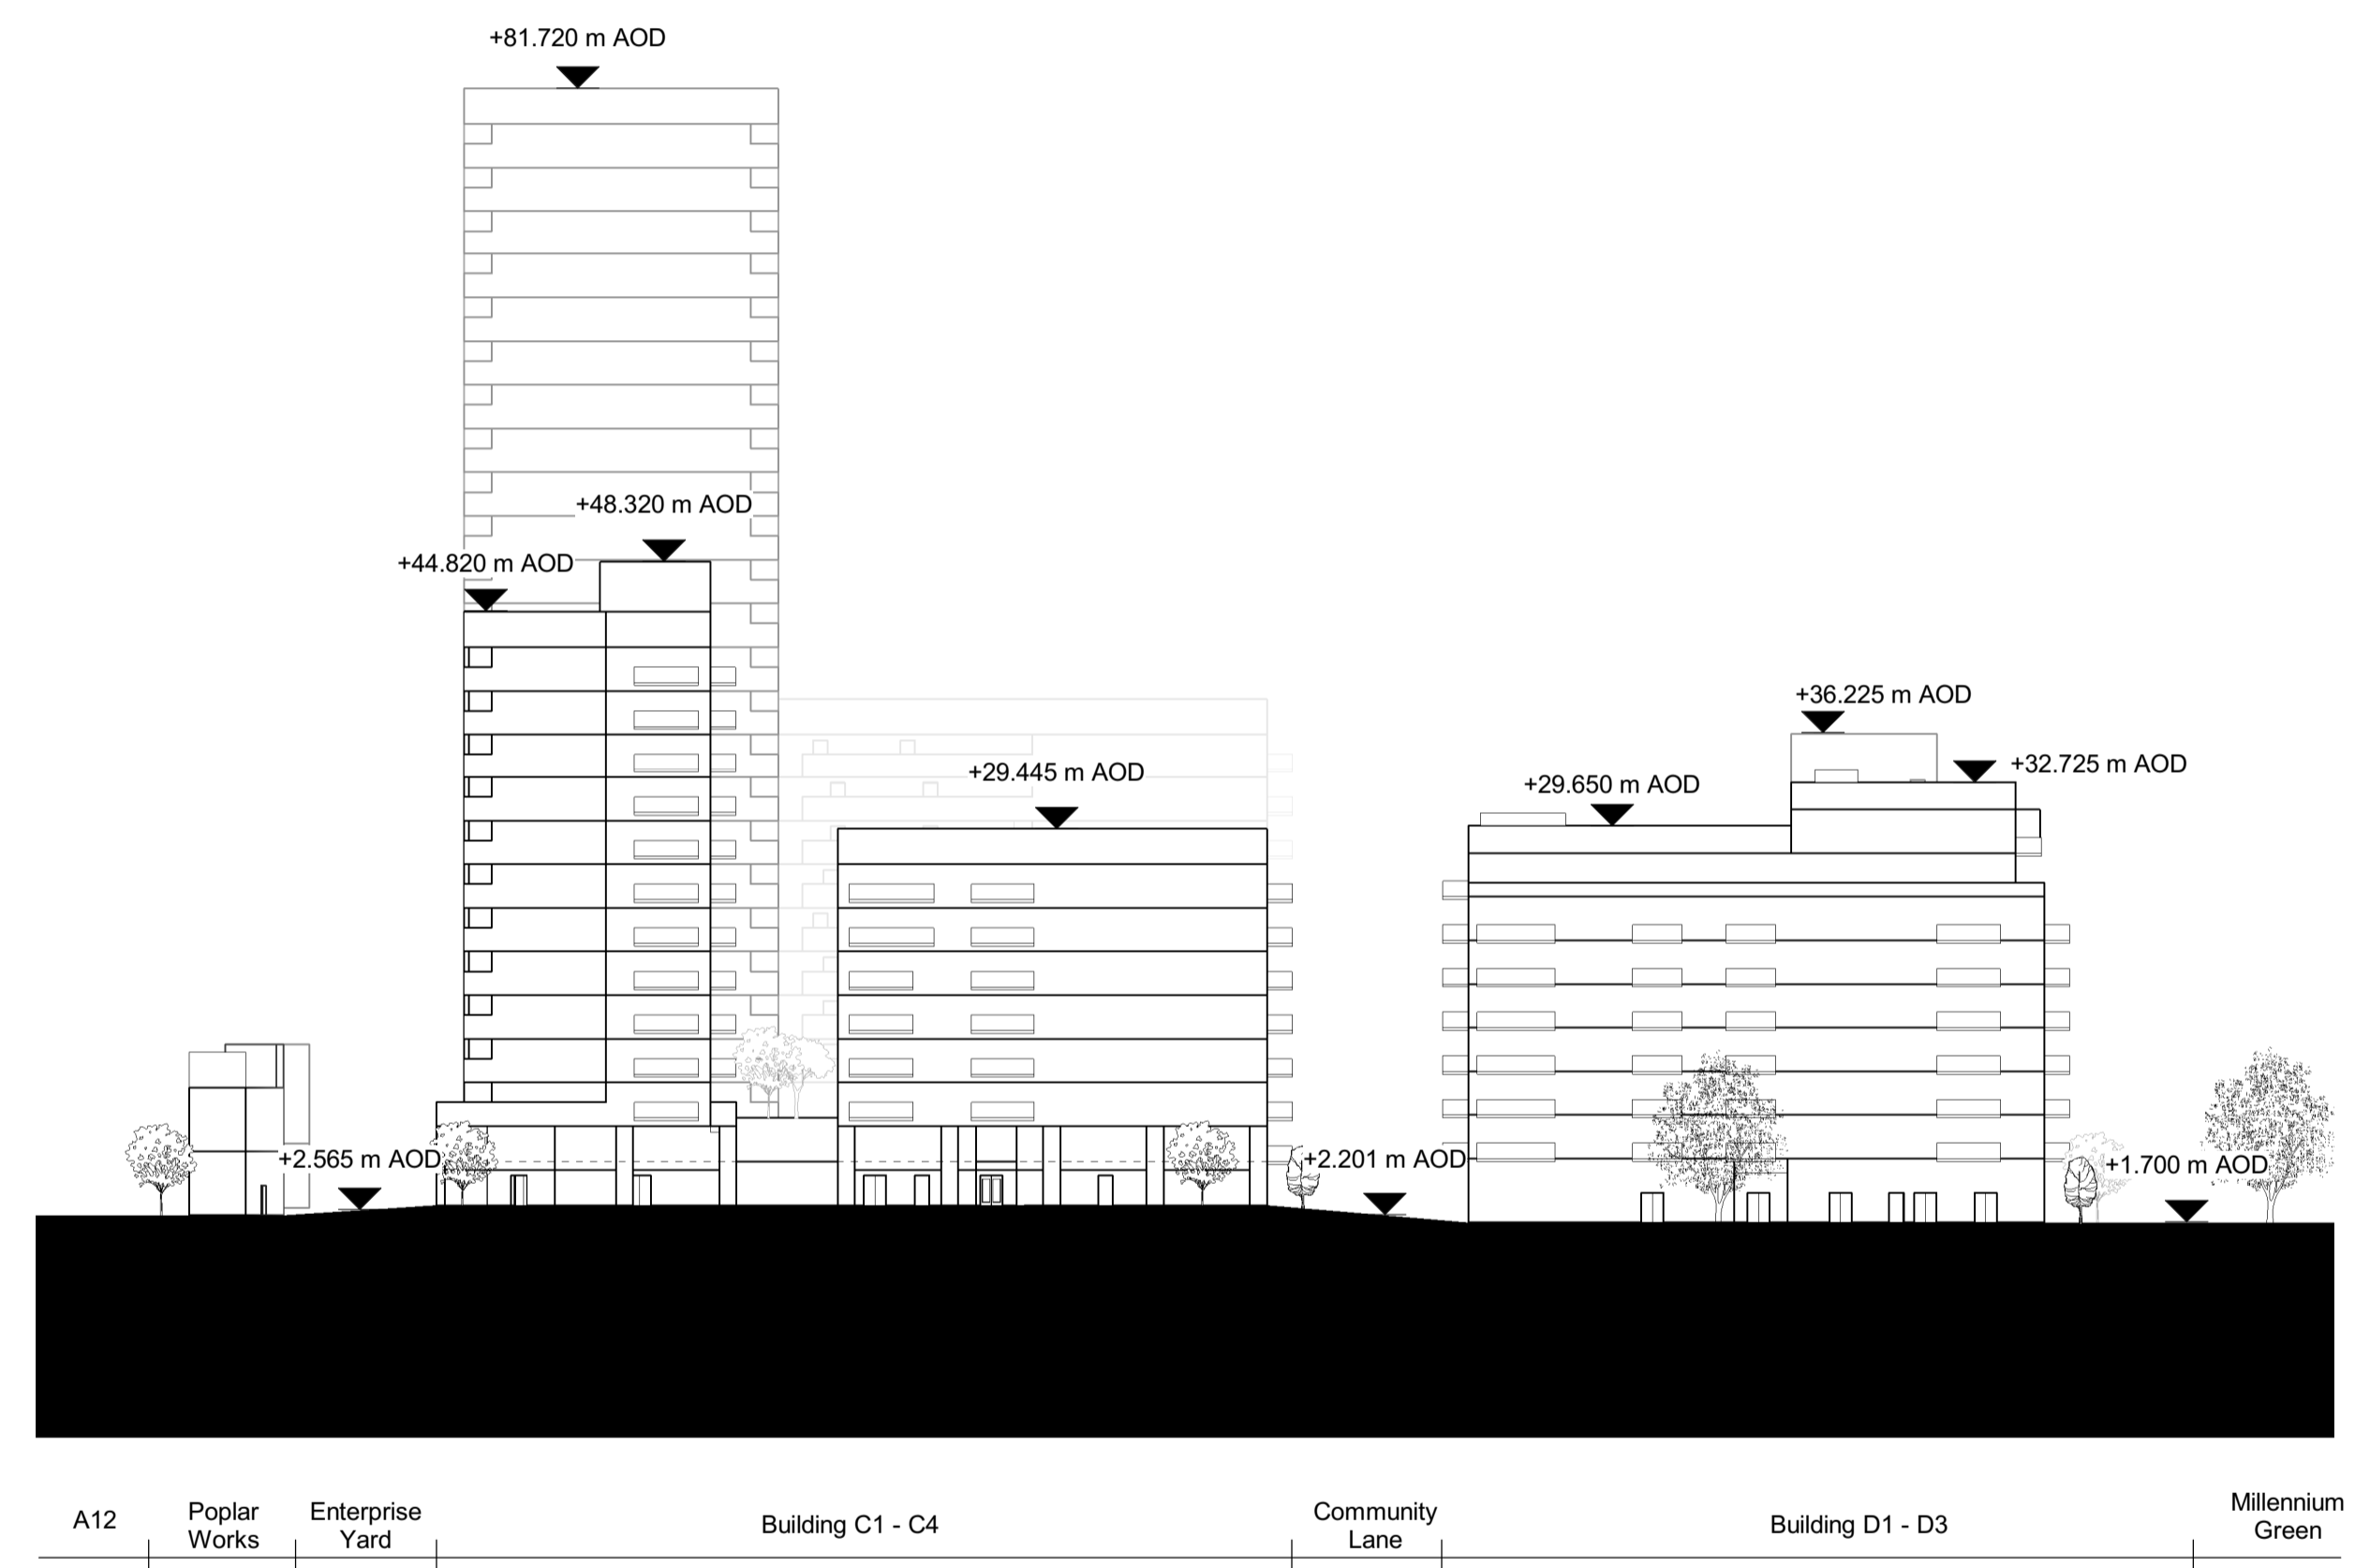 +81.720 m AOD
+48.320 m AOD
+44.820 m AOD
+36.225 m AOD
+32.725 m AOD
+29.445 m AOD
+29.650 m AOD
+2.565 m AOD
+2.201 m AOD
+1.700 m AOD
A12
Poplar
Works
Enterprise
Yard
Building C1 - C4
Community
Lane
Building D1 - D3
Millennium
Green